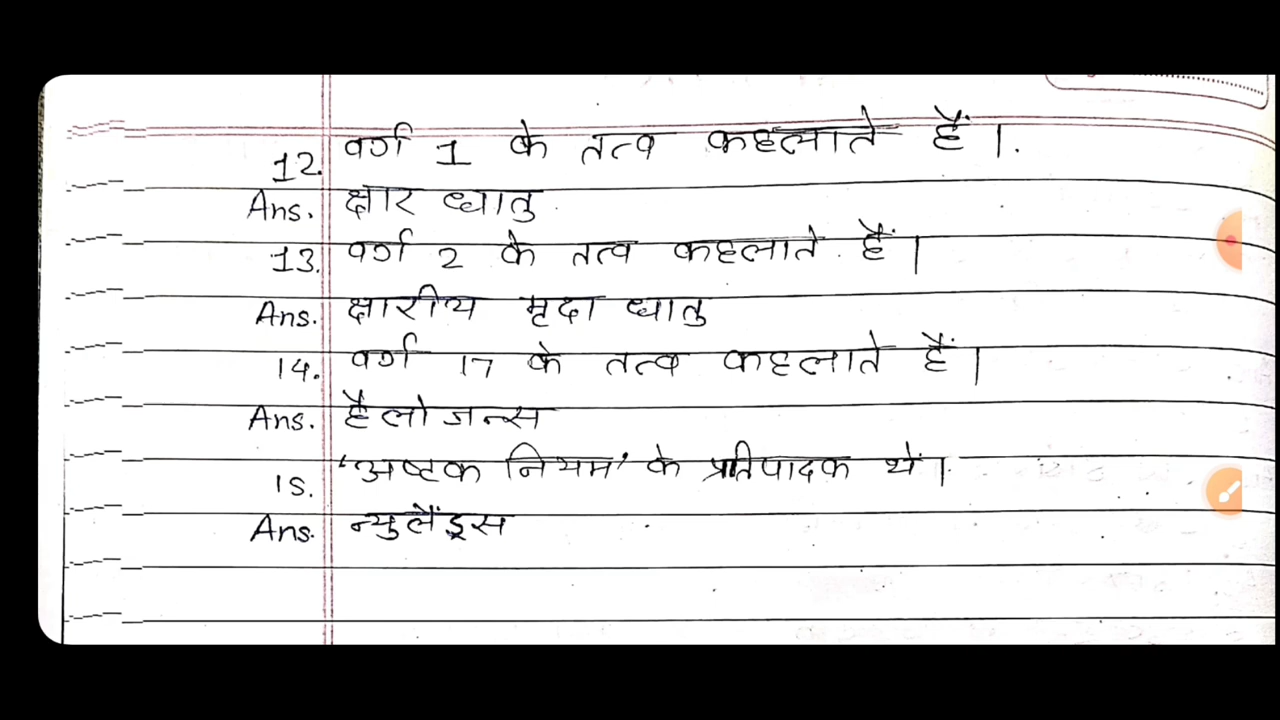 12. वर्ग 1 के तत्व कहलाते हैं।.
Ans. क्षार धातु
13. वर्ग 2 के तत्व कहलाते हैं।
Ans. क्षारीय मृदा धातु
14. वर्ग 17 के तत्व कहलाते हैं।
Ans. हैलोजन्स
15. 'अष्टक नियम' के प्रतिपादक थे।
Ans. न्युलैंड्स